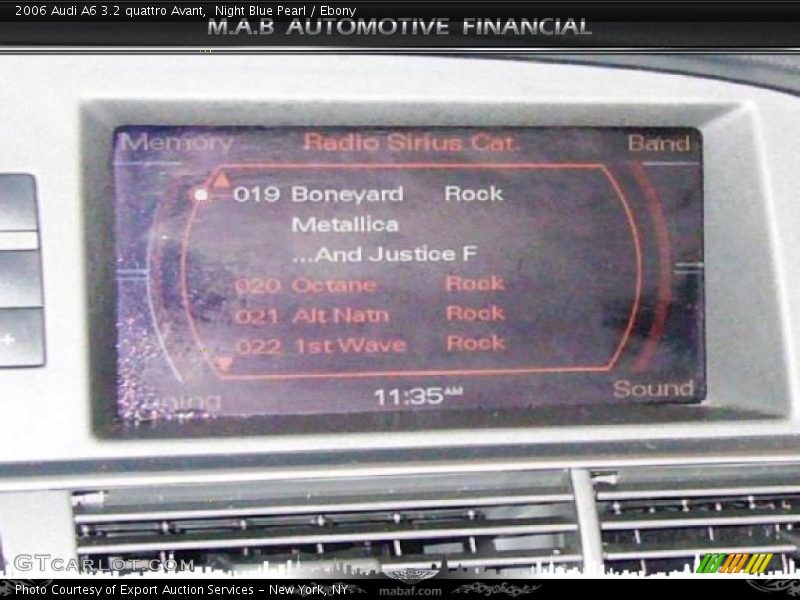 2006 Audi A6 3.2 quattro Avant, Night Blue Pearl / Ebony
M.A.B AUTOMOTIVE FINANCIAL
Memory Radio Sirius Cat. Band
019 Boneyard Rock
Metallica
...And Justice F
020 Octane Rock
021 Alt Natn Rock
022 1st Wave Rock
11:35AM Sound
+
GTcarlot.com
Photo Courtesy of Export Auction Services - New York, NY
mabaf.com